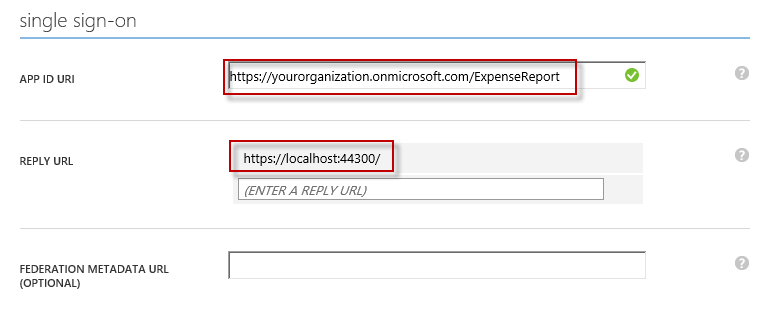 single sign-on
APP ID URI
https://yourorganization.onmicrosoft.com/ExpenseReport
?
REPLY URL
https://localhost:44300/
?
(ENTER A REPLY URL)
FEDERATION METADATA URL
(OPTIONAL)
?